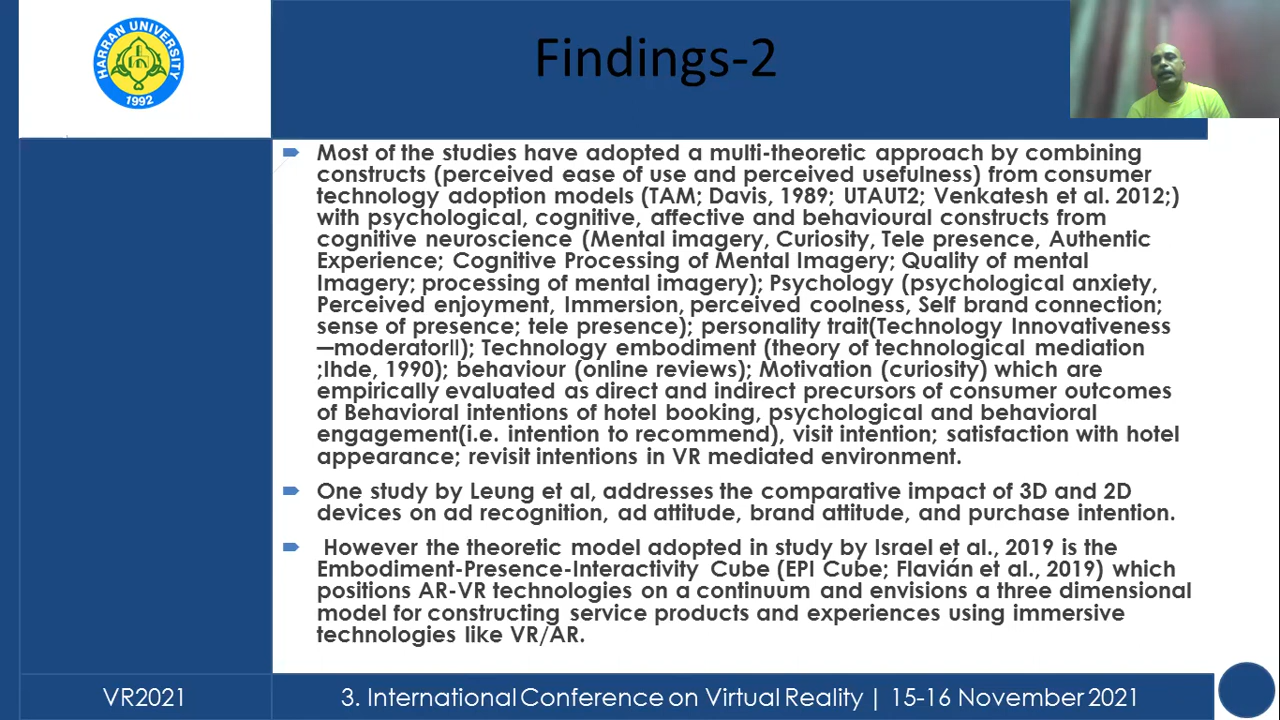 HARRAN UNIVERSITY
1992
Findings-2
Most of the studies have adopted a multi-theoretic approach by combining
constructs (perceived ease of use and perceived usefulness) from consumer
technology adoption models (TAM; Davis, 1989; UTAUT2; Venkatesh et al. 2012;)
with psychological, cognitive, affective and behavioural constructs from
cognitive neuroscience (Mental imagery, Curiosity, Tele presence, Authentic
Experience; Cognitive Processing of Mental Imagery; Quality of mental
Imagery; processing of mental imagery); Psychology (psychological anxiety,
Perceived enjoyment, Immersion, perceived coolness, Self brand connection;
sense of presence; tele presence); personality trait(Technology Innovativeness
―moderator‖); Technology embodiment (theory of technological mediation
;Ihde, 1990); behaviour (online reviews); Motivation (curiosity) which are
empirically evaluated as direct and indirect precursors of consumer outcomes
of Behavioral intentions of hotel booking, psychological and behavioral
engagement(i.e. intention to recommend), visit intention; satisfaction with hotel
appearance; revisit intentions in VR mediated environment.
One study by Leung et al, addresses the comparative impact of 3D and 2D
devices on ad recognition, ad attitude, brand attitude, and purchase intention.
However the theoretic model adopted in study by Israel et al., 2019 is the
Embodiment-Presence-Interactivity Cube (EPI Cube; Flavián et al., 2019) which
positions AR-VR technologies on a continuum and envisions a three dimensional
model for constructing service products and experiences using immersive
technologies like VR/AR.
VR2021
3. International Conference on Virtual Reality | 15-16 November 2021